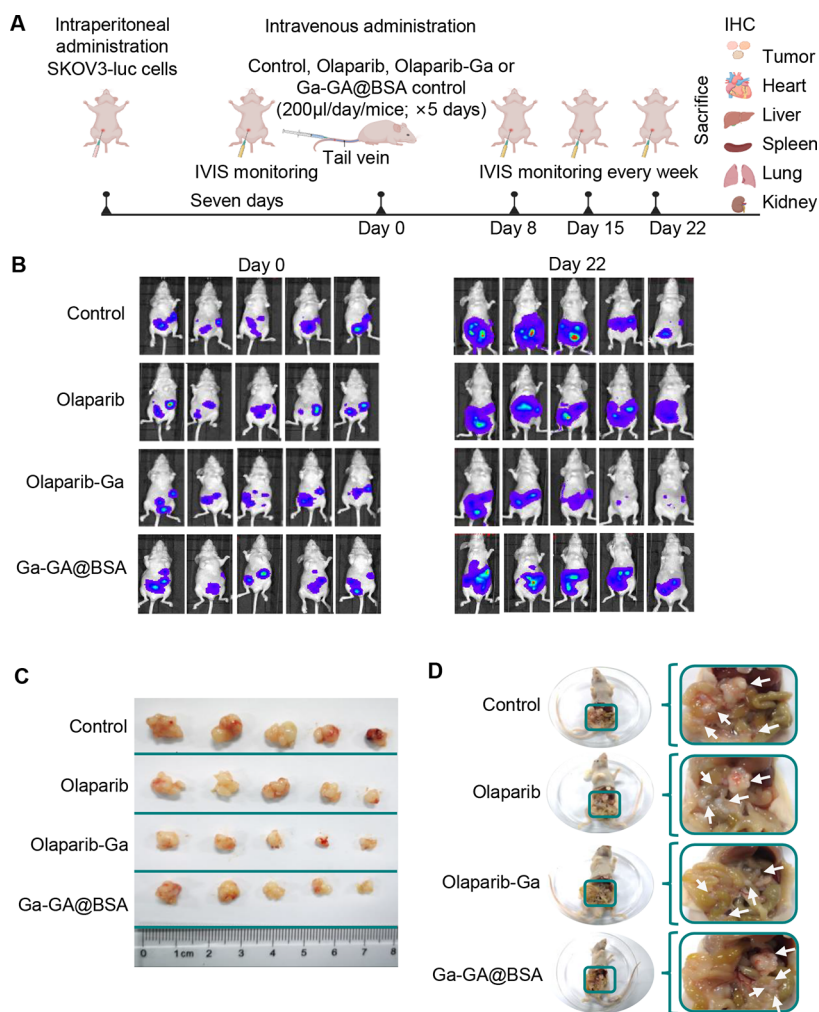 A
Intraperitoneal
administration
SKOV3-luc cells
Intravenous administration
Control, Olaparib, Olaparib-Ga or
Ga-GA@BSA control
(200µl/day/mice; ×5 days)
Tail vein
IVIS monitoring
Seven days
IVIS monitoring every week
Day 0
Day 8
Day 15
Day 22
Sacrifice
IHC
Tumor
Heart
Liver
Spleen
Lung
Kidney
B
Day 0
Day 22
Control
Olaparib
Olaparib-Ga
Ga-GA@BSA
C
Control
Olaparib
Olaparib-Ga
Ga-GA@BSA
0 1cm 2 3 4 5 6 7 8
D
Control
Olaparib
Olaparib-Ga
Ga-GA@BSA